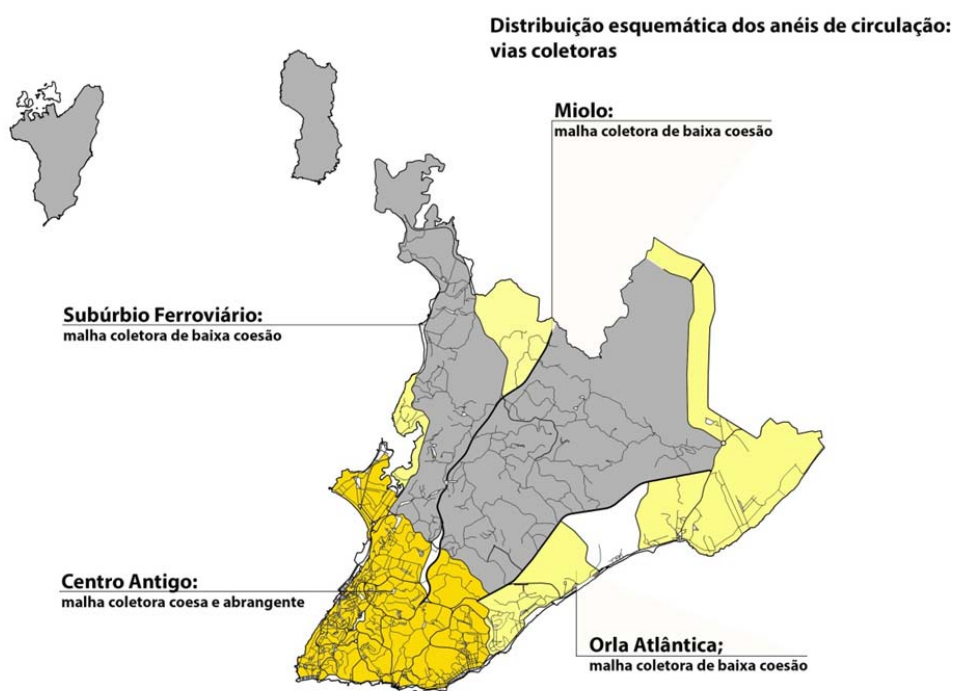 Distribuição esquemática dos anéis de circulação:
vias coletoras
Miolo:
malha coletora de baixa coesão
Subúrbio Ferroviário:
malha coletora de baixa coesão
Centro Antigo:
malha coletora coesa e abrangente
Orla Atlântica;
malha coletora de baixa coesão